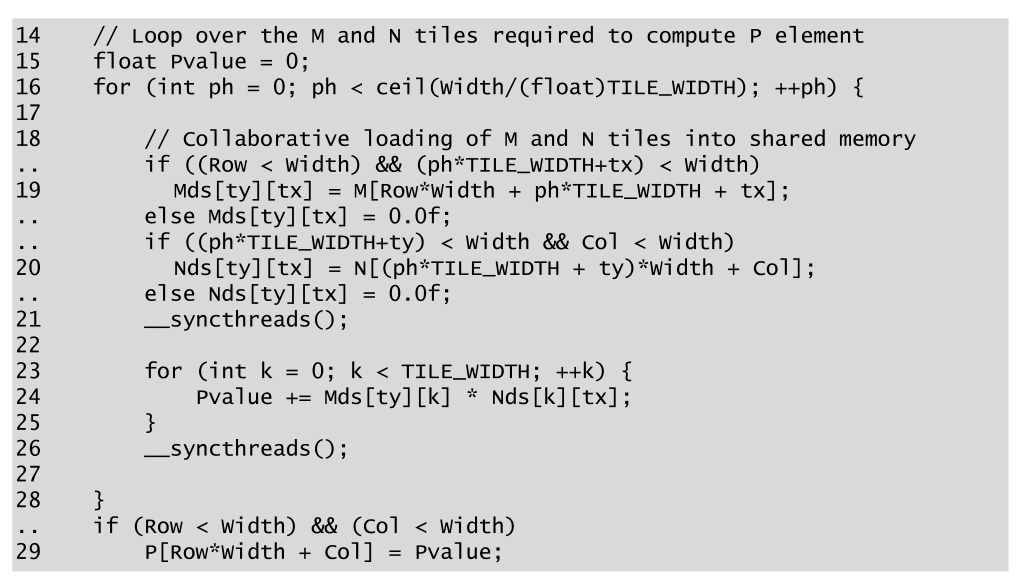 14 // Loop over the M and N tiles required to compute P element
15 float Pvalue = 0;
16 for (int ph = 0; ph < ceil(Width/(float)TILE_WIDTH); ++ph) {
17
18 // Collaborative loading of M and N tiles into shared memory
.. if ((Row < Width) && (ph*TILE_WIDTH+tx) < Width)
19 Mds[ty][tx] = M[Row*Width + ph*TILE_WIDTH + tx];
.. else Mds[ty][tx] = 0.0f;
.. if ((ph*TILE_WIDTH+ty) < Width && Col < Width)
20 Nds[ty][tx] = N[(ph*TILE_WIDTH + ty)*Width + Col];
.. else Nds[ty][tx] = 0.0f;
21 __syncthreads();
22
23 for (int k = 0; k < TILE_WIDTH; ++k) {
24 Pvalue += Mds[ty][k] * Nds[k][tx];
25 }
26 __syncthreads();
27
28 }
.. if (Row < Width) && (Col < Width)
29 P[Row*Width + Col] = Pvalue;